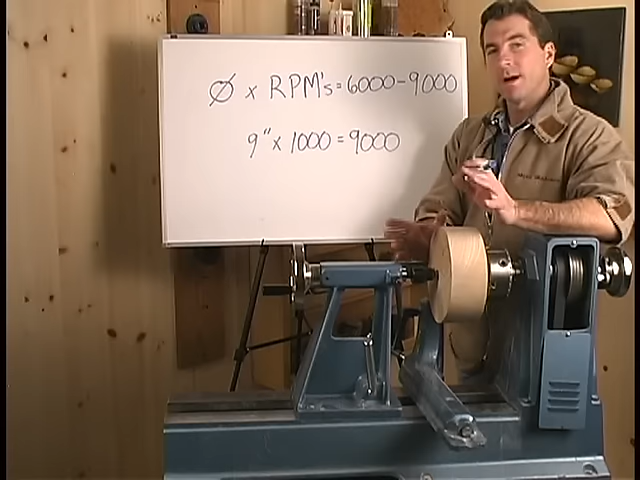 Ø x RPM's = 6000-9000
9" x 1000 = 9000